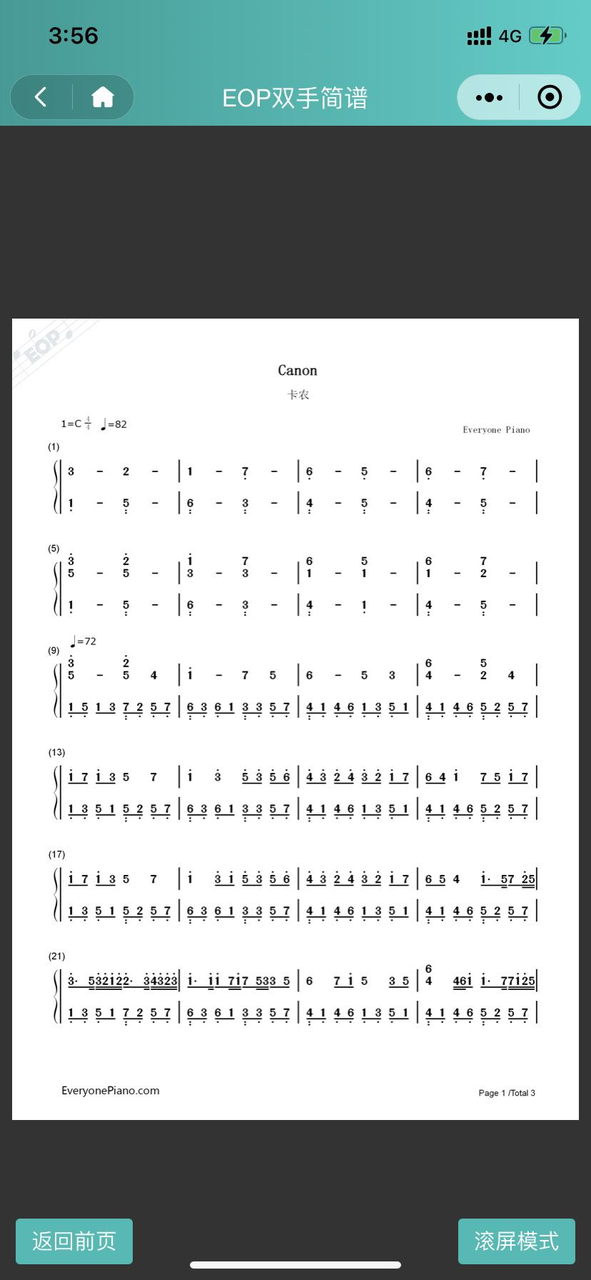 3:56
4G
EOP双手简谱
EOP
Canon
卡农
1=C 4/4 ♩=82
Everyone Piano
(1)
3 - 2 - | 1 - 7̣ - | 6̣ - 5̣ - | 6̣ - 7̣ - |
1 - 5 - | 6 - 3 - | 4 - 5 - | 4 - 5 - |
(5)
3 2 | 1 7 | 6 5 | 6 7
5 - 5 - | 3 - 3 - | 1 - 1 - | 1 - 2 - |
1 - 5 - | 6 - 3 - | 4 - 1 - | 4 - 5 - |
♩=72
(9)
3 2 6 5
5 - 5 4 | 1 - 7 5 | 6 - 5 3 | 4 - 2 4 |
1 5 1 3 7 2 5 7 | 6 3 6 1 3 3 5 7 | 4 1 4 6 1 3 5 1 | 4 1 4 6 5 2 5 7 |
(13)
1 7 1 3 5 7 | 1 3 5 3 5 6 | 4 3 2 4 3 2 1 7 | 6 4 1 7 5 1 7 |
1 3 5 1 5 2 5 7 | 6 3 6 1 3 3 5 7 | 4 1 4 6 1 3 5 1 | 4 1 4 6 5 2 5 7 |
(17)
1 7 1 3 5 7 | 1 3 1 5 3 5 6 | 4 3 2 4 3 2 1 7 | 6 5 4 1· 57 25 |
1 3 5 1 5 2 5 7 | 6 3 6 1 3 3 5 7 | 4 1 4 6 1 3 5 1 | 4 1 4 6 5 2 5 7 |
(21)
6
3· 532122· 34323 | 1· 11 717 533 5 | 6 7 1 5 3 5 | 4 461 1· 77125 |
1 3 5 1 7 2 5 7 | 6 3 6 1 3 3 5 7 | 4 1 4 6 1 3 5 1 | 4 1 4 6 5 2 5 7 |
EveryonePiano.com
Page 1 /Total 3
返回前页
滚屏模式